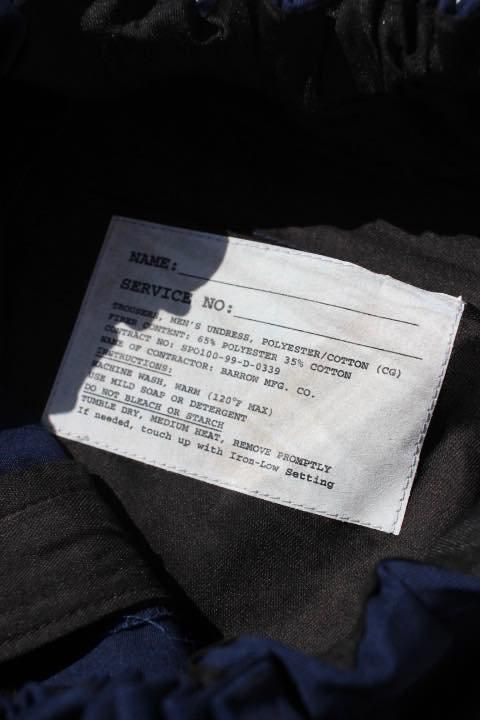 NAME:
SERVICE NO:
TROUSERS, MEN'S UNDRESS, POLYESTER/COTTON (CG)
FIBER CONTENT: 65% POLYESTER 35% COTTON
CONTRACT NO: SPO100-99-D-0339
NAME OF CONTRACTOR: BARROW MFG. CO.
INSTRUCTIONS:
MACHINE WASH, WARM (120°F MAX)
USE MILD SOAP OR DETERGENT
DO NOT BLEACH OR STARCH
TUMBLE DRY, MEDIUM HEAT, REMOVE PROMPTLY
If needed, touch up with Iron-Low Setting